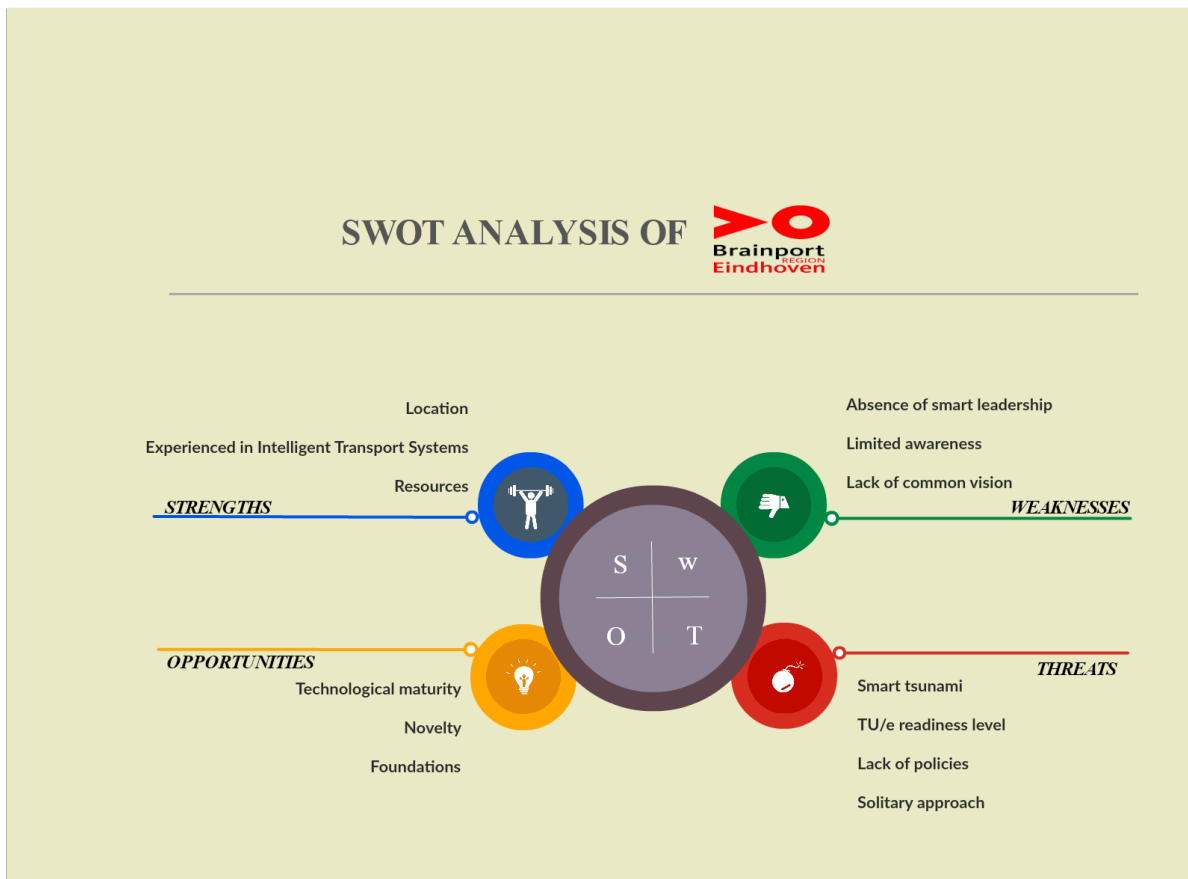 SWOT ANALYSIS OF
Brainport
REGION
Eindhoven
Location
Experienced in Intelligent Transport Systems
Resources
STRENGTHS
Absence of smart leadership
Limited awareness
Lack of common vision
WEAKNESSES
S w
O T
OPPORTUNITIES
Technological maturity
Novelty
Foundations
THREATS
Smart tsunami
TU/e readiness level
Lack of policies
Solitary approach